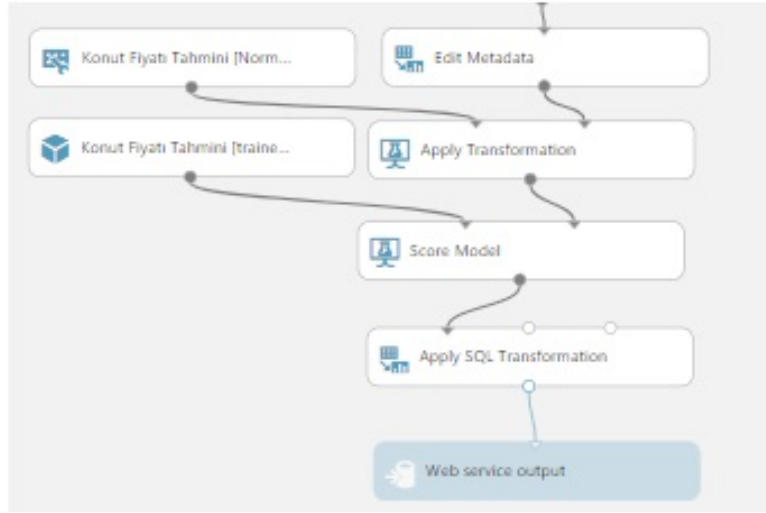 Konut Fiyatı Tahmini [Norm...
Edit Metadata
Konut Fiyatı Tahmini [traine...
Apply Transformation
Score Model
Apply SQL Transformation
Web service output